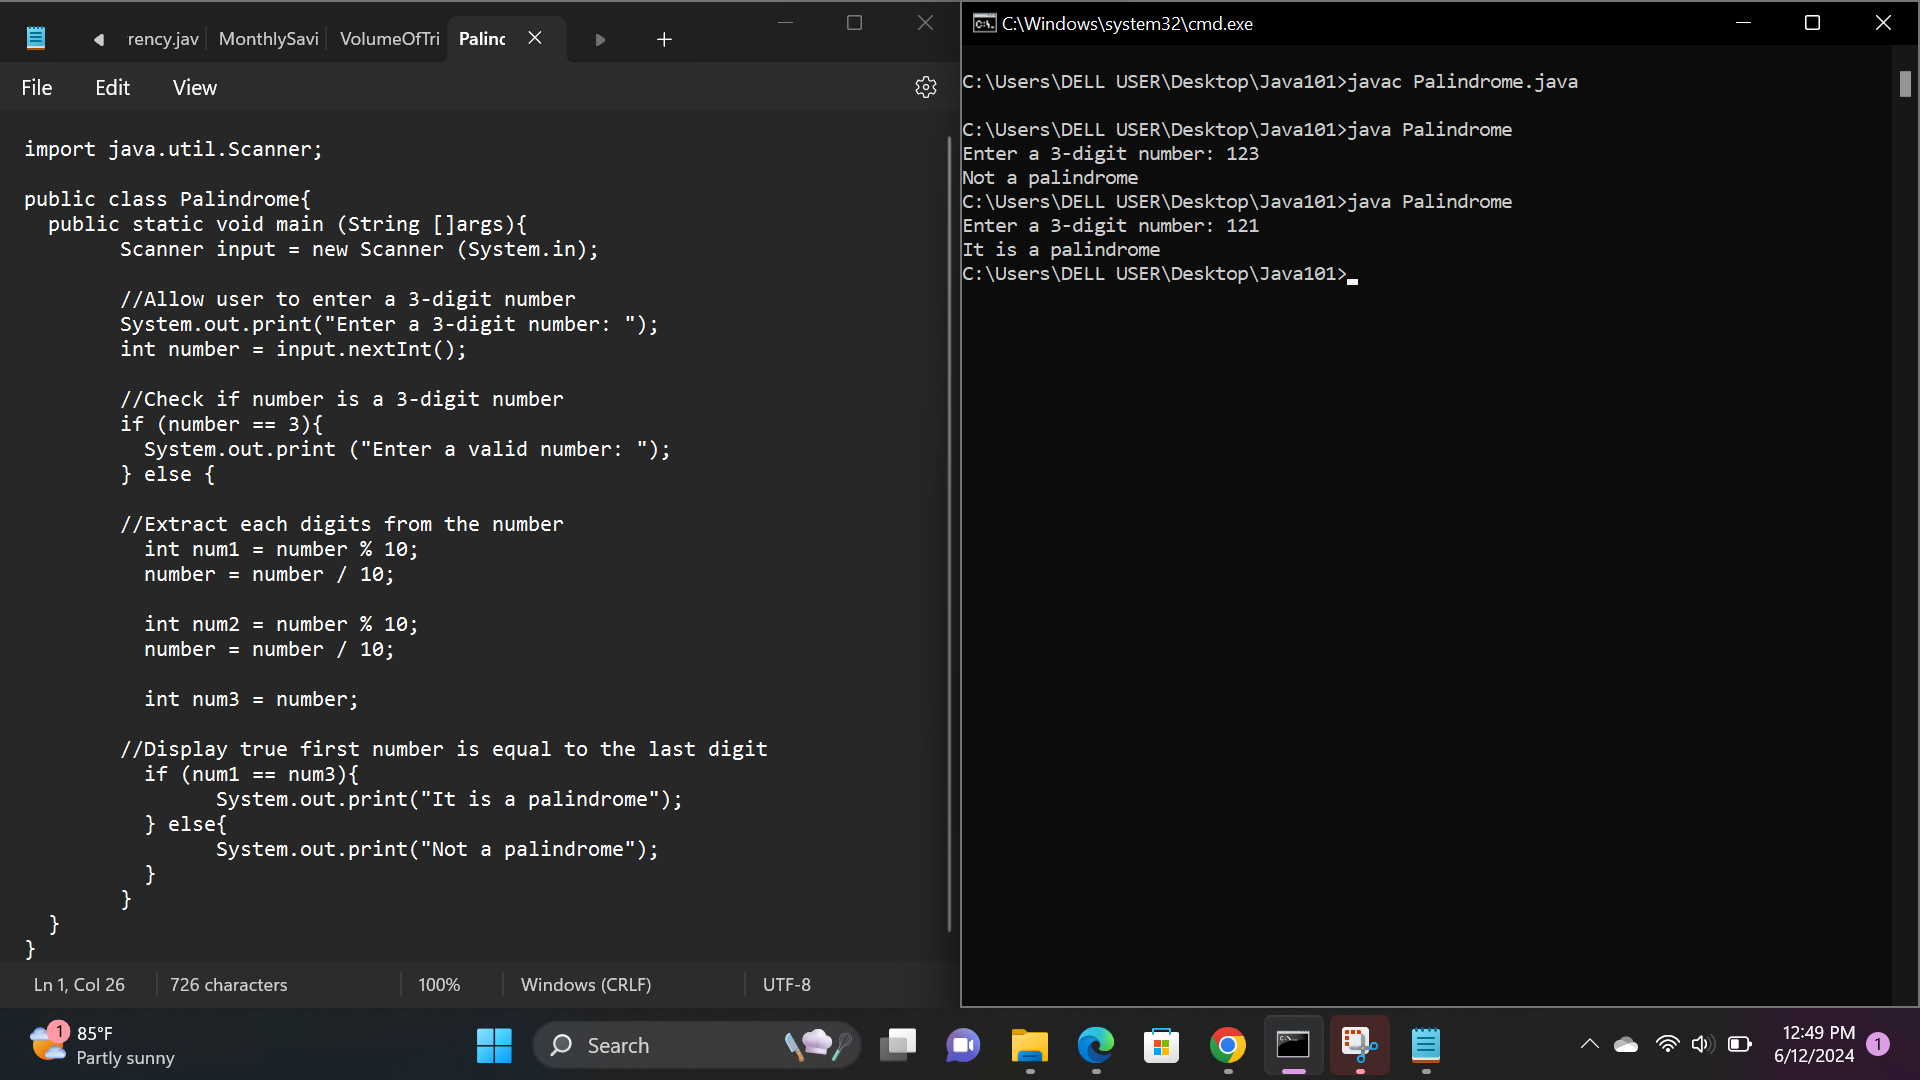 rency.jav
MonthlySavi
VolumeOfTri
Palinc
File
Edit
View
import java.util.Scanner;
public class Palindrome{
public static void main (String []args){
Scanner input = new Scanner (System.in);
//Allow user to enter a 3-digit number
System.out.print("Enter a 3-digit number: ");
int number = input.nextInt();
//Check if number is a 3-digit number
if (number == 3){
System.out.print ("Enter a valid number: ");
} else {
//Extract each digits from the number
int num1 = number % 10;
number = number / 10;
int num2 = number % 10;
number = number / 10;
int num3 = number;
//Display true first number is equal to the last digit
if (num1 == num3){
System.out.print("It is a palindrome");
} else{
System.out.print("Not a palindrome");
}
}
}
}
Ln 1, Col 26
726 characters
100%
Windows (CRLF)
UTF-8
C:\Windows\system32\cmd.exe
C:\Users\DELL USER\Desktop\Java101>javac Palindrome.java
C:\Users\DELL USER\Desktop\Java101>java Palindrome
Enter a 3-digit number: 123
Not a palindrome
C:\Users\DELL USER\Desktop\Java101>java Palindrome
Enter a 3-digit number: 121
It is a palindrome
C:\Users\DELL USER\Desktop\Java101>
1
85°F
Partly sunny
Search
12:49 PM
6/12/2024
1